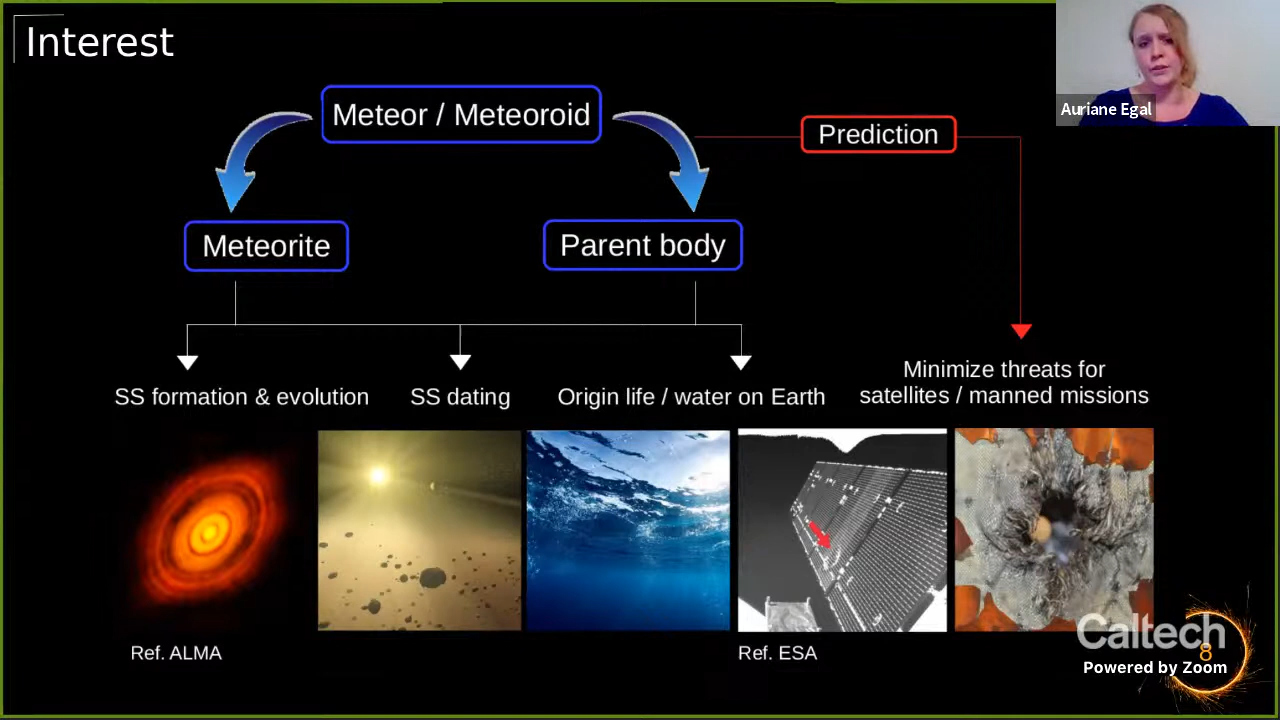 Interest
Meteor / Meteoroid
Prediction
Auriane Egal
Meteorite
Parent body
SS formation & evolution
SS dating
Origin life / water on Earth
Minimize threats for
satellites / manned missions
Ref. ALMA
Ref. ESA
Caltech
8
Powered by Zoom